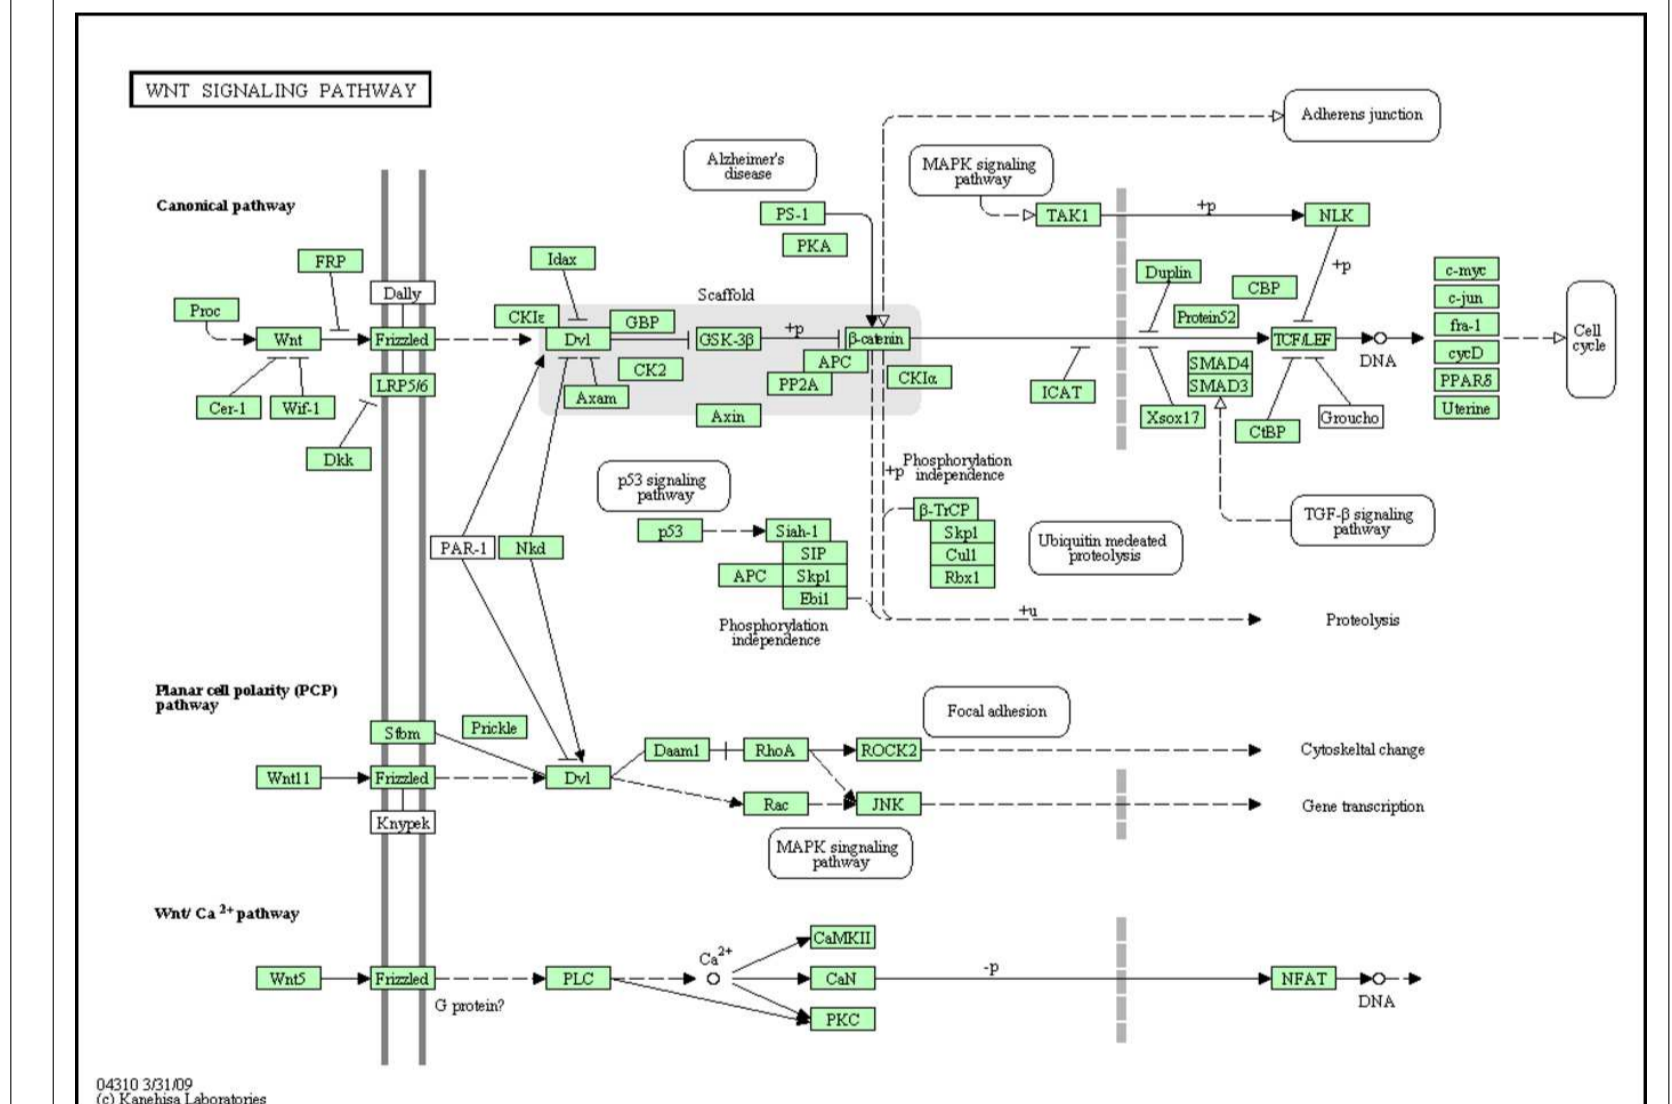 WNT SIGNALING PATHWAY
Adherens junction
Alzheimer's
disease
MAPK signaling
pathway
Canonical pathway
PS-1
TAK1
+p
NLK
PKA
FRP
Idax
+p
Duplin
c-myc
Dally
Scaffold
CBP
c-jun
Proc
CKIε
GBP
Protein52
fra-1
Wnt
Frizzled
Dvl
GSK-3β
+p
β-catenin
TCF/LEF
DNA
Cell
cycle
cycD
APC
SMAD4
CK2
PP2A
CKIα
SMAD3
PPARδ
LRP5/6
ICAT
Axam
Uterine
Cer-1
Wif-1
Axin
Xsox17
Groucho
CtBP
Dkk
p53 signaling
pathway
+p
Phosphorylation
independence
β-TrCP
TGF-β signaling
pathway
p53
Siah-1
Skp1
PAR-1
Nkd
SIP
Cul1
Ubiquitin medeated
proteolysis
APC
Skp1
Rbx1
Ebi1
+u
Proteolysis
Phosphorylation
independence
Planar cell polarity (PCP)
pathway
Focal adhesion
Stbm
Prickle
Daam1
RhoA
ROCK2
Cytoskeltal change
Wnt11
Frizzled
Dvl
Rac
JNK
Gene transcription
Knypek
MAPK singnaling
pathway
Wnt/ Ca 2+ pathway
CaMKII
Ca2+
Wnt5
Frizzled
PLC
CaN
-p
NFAT
DNA
G protein?
PKC
04310 3/31/09
(c) Kanehisa Laboratories